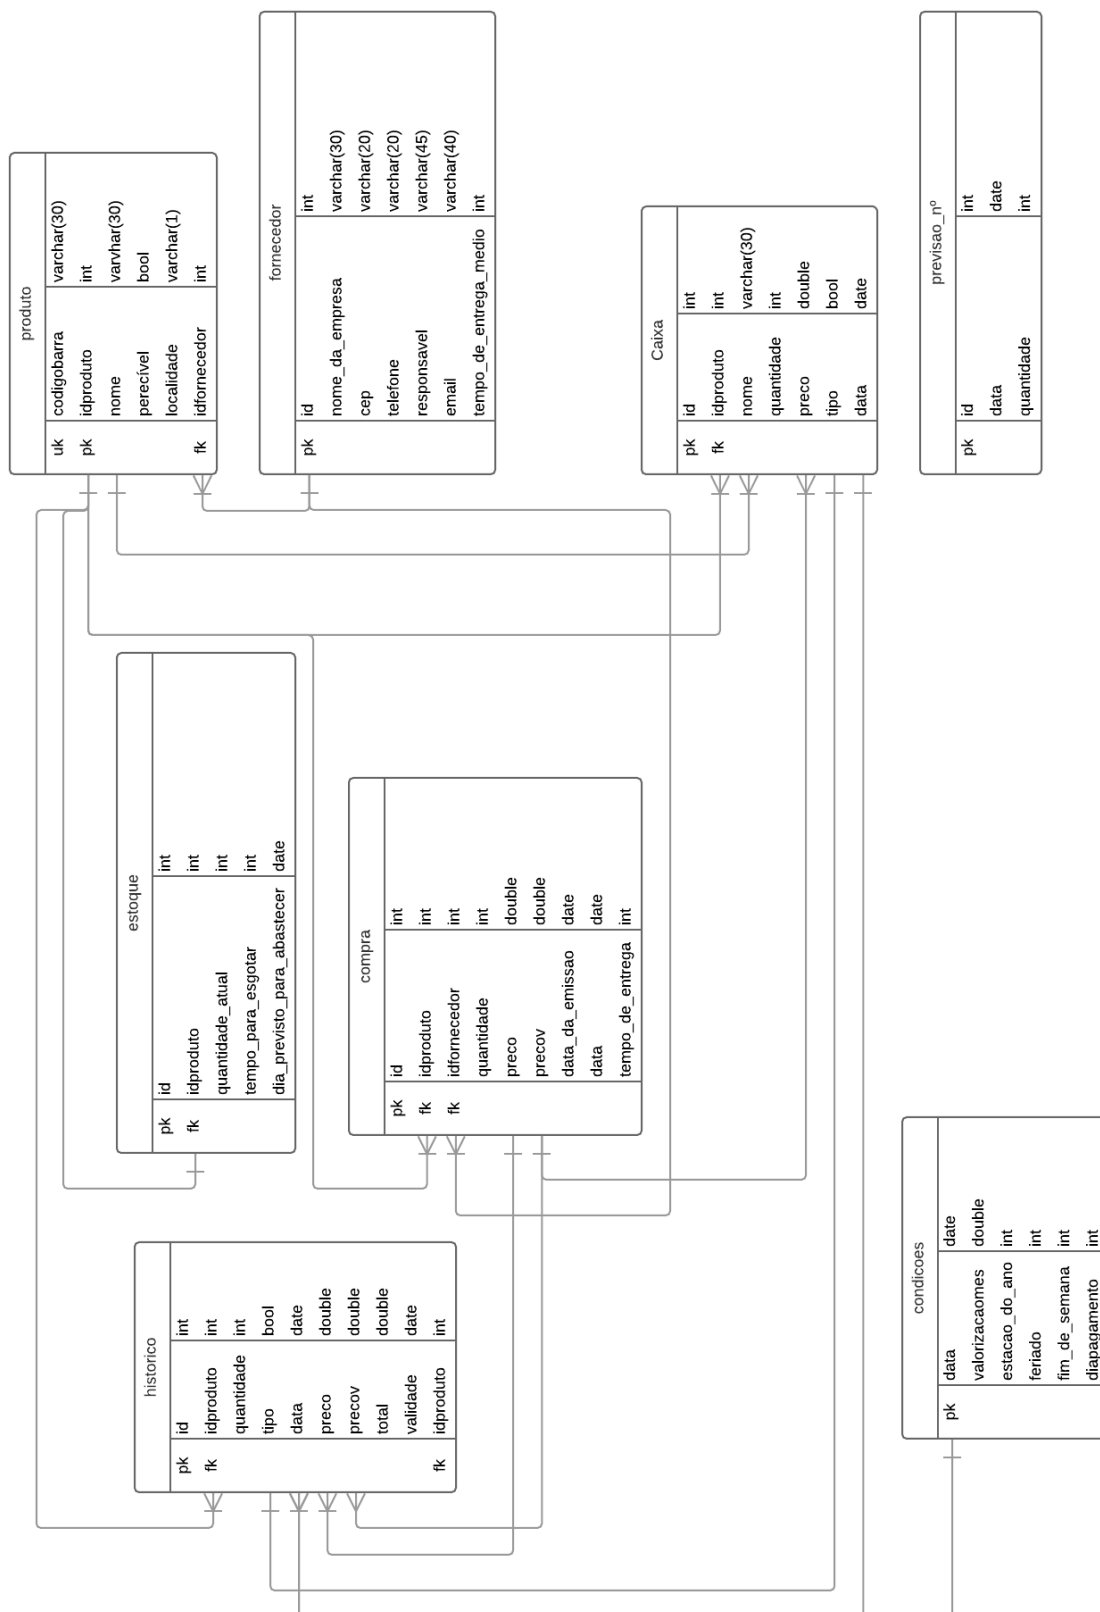 produto
uk codigobarra varchar(30)
pk idproduto int
nome varvhar(30)
perecível bool
localidade varchar(1)
fk idfornecedor int
fornecedor
pk id int
nome_da_empresa varchar(30)
cep varchar(20)
telefone varchar(20)
responsavel varchar(45)
email varchar(40)
tempo_de_entrega_medio int
Caixa
pk id int
fk idproduto int
nome varchar(30)
quantidade int
preco double
tipo bool
data date
previsao_nº
pk id int
data date
quantidade int
estoque
pk id int
fk idproduto int
quantidade_atual int
tempo_para_esgotar int
dia_previsto_para_abastecer date
compra
pk id int
fk idproduto int
fk idfornecedor int
quantidade int
preco double
precov double
data_da_emissao date
data date
tempo_de_entrega int
historico
pk id int
fk idproduto int
quantidade int
tipo bool
data date
preco double
precov double
total double
validade date
fk idproduto int
condicoes
pk data date
valorizacaomes double
estacao_do_ano int
feriado int
fim_de_semana int
diapagamento int